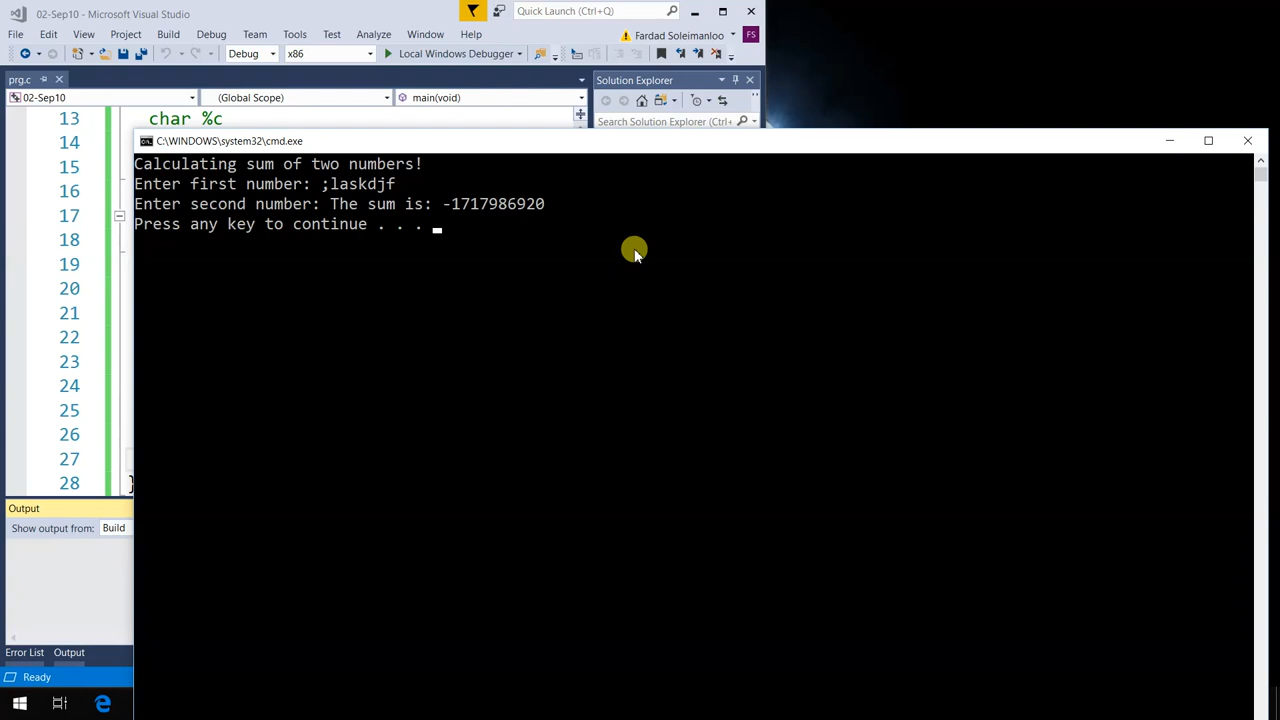 02-Sep10 - Microsoft Visual Studio
Quick Launch (Ctrl+Q)
File Edit View Project Build Debug Team Tools Test Analyze Window Help
Fardad Soleimanloo FS
Debug x86 Local Windows Debugger
prg.c
Solution Explorer
02-Sep10 (Global Scope) main(void)
Search Solution Explorer (Ctrl+
13 char %c
14
15
16
17
18
19
20
21
22
23
24
25
26
27
28 }
C:\WINDOWS\system32\cmd.exe
Calculating sum of two numbers!
Enter first number: ;laskdjf
Enter second number: The sum is: -1717986920
Press any key to continue . . .
Output
Show output from: Build
Error List Output
Ready